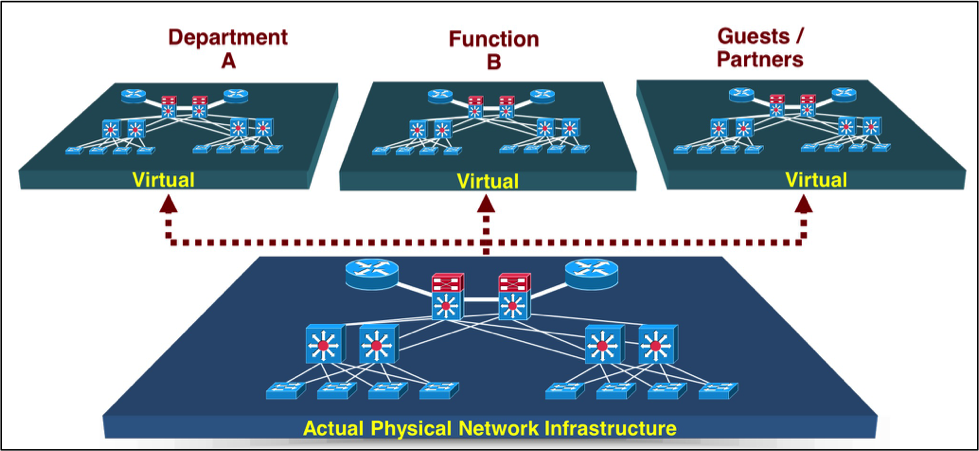 Department
A
Function
B
Guests /
Partners
Virtual
Virtual
Virtual
Actual Physical Network Infrastructure